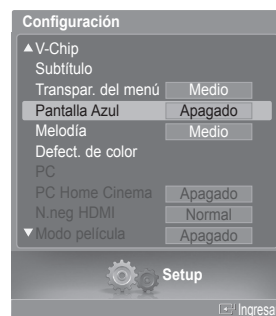 Configuración
▲V-Chip
Subtítulo
Transpar. del menú Medio
Pantalla Azul Apagado
Melodía Medio
Defect. de color
PC
PC Home Cinema Apagado
N.neg HDMI Normal
▼Modo película Apagado
Setup
Ingresa